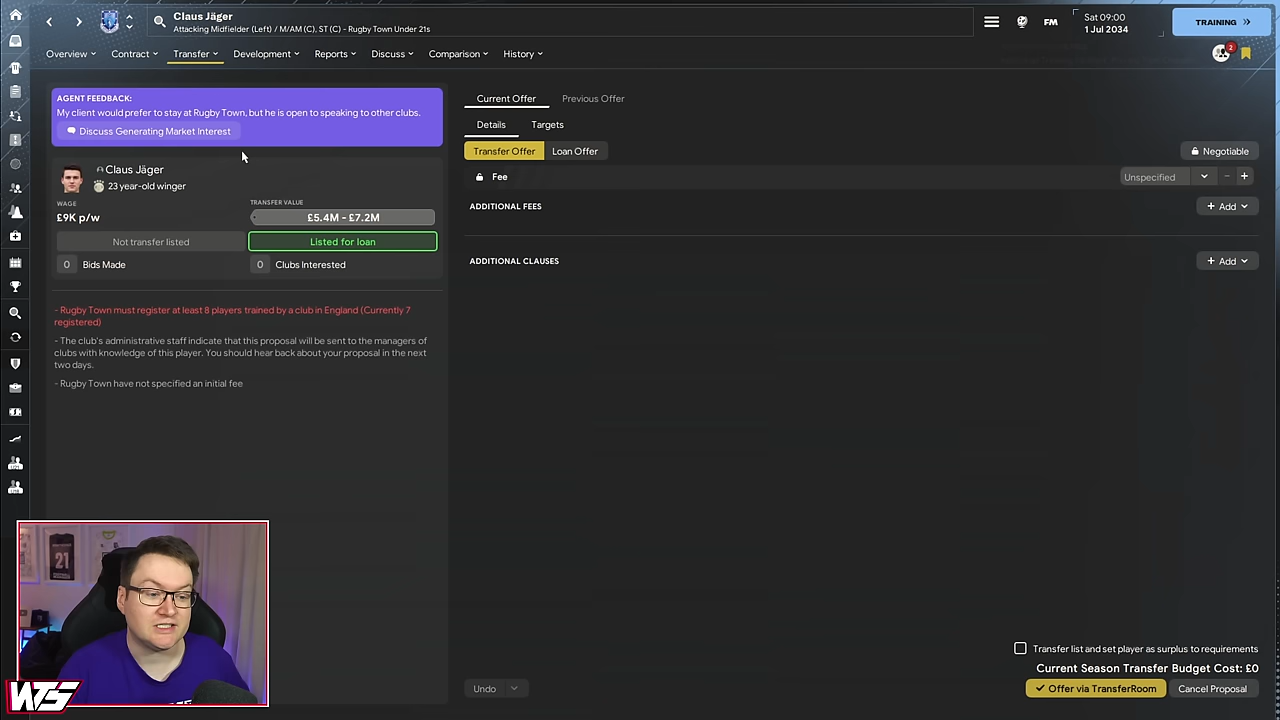 Claus Jäger
Attacking Midfielder (Left) / M/AM (C), ST (C) - Rugby Town Under 21s
FM
Sat 09:00
1 Jul 2034
TRAINING
Overview
Contract
Transfer
Development
Reports
Discuss
Comparison
History
2
AGENT FEEDBACK:
My client would prefer to stay at Rugby Town, but he is open to speaking to other clubs.
Discuss Generating Market Interest
Claus Jäger
23 year-old winger
WAGE
TRANSFER VALUE
£9K p/w
£5.4M - £7.2M
Not transfer listed
Listed for loan
0 Bids Made
0 Clubs Interested
- Rugby Town must register at least 8 players trained by a club in England (Currently 7
registered)
- The club's administrative staff indicate that this proposal will be sent to the managers of
clubs with knowledge of this player. You should hear back about your proposal in the next
two days.
- Rugby Town have not specified an initial fee
Current Offer
Previous Offer
Details
Targets
Transfer Offer
Loan Offer
Negotiable
Fee
Unspecified
ADDITIONAL FEES
+ Add
ADDITIONAL CLAUSES
+ Add
21
WTS
Undo
Transfer list and set player as surplus to requirements
Current Season Transfer Budget Cost: £0
Offer via TransferRoom
Cancel Proposal